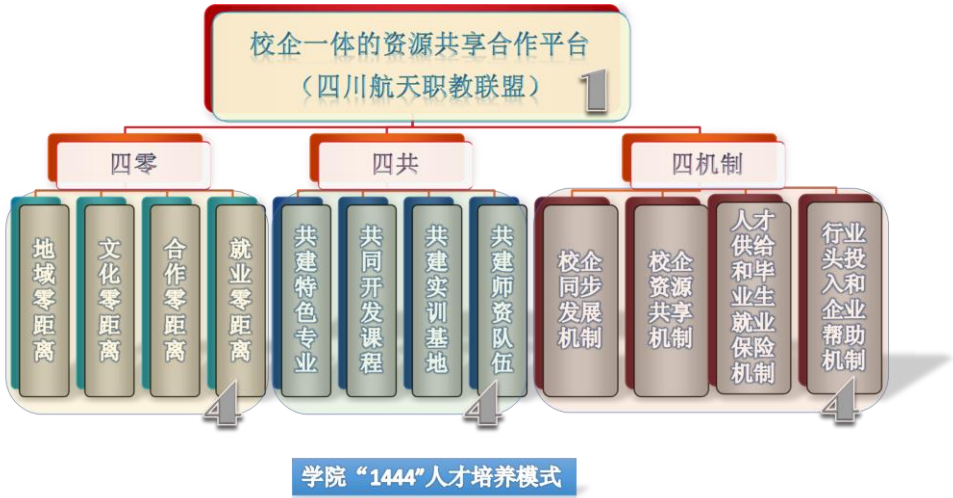 校企一体的资源共享合作平台
（四川航天职教联盟）
1
四零
四共
四机制
地域零距离
文化零距离
合作零距离
就业零距离
4
共建特色专业
共同开发课程
共建实训基地
共建师资队伍
4
校企
同步
发展
机制
校企
资源
共享
机制
人才
供给
和毕
业生
就业
保险
机制
行业
头投
入和
企业
帮助
机制
4
学院“1444”人才培养模式